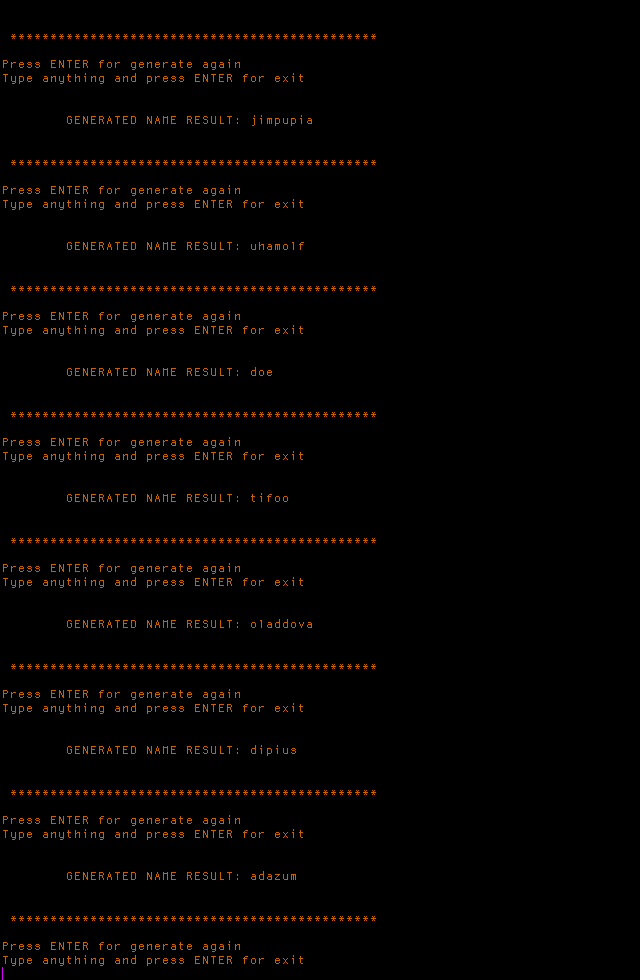 **********************************************
Press ENTER for generate again
Type anything and press ENTER for exit
GENERATED NAME RESULT: jimpupia
**********************************************
Press ENTER for generate again
Type anything and press ENTER for exit
GENERATED NAME RESULT: uhamolf
**********************************************
Press ENTER for generate again
Type anything and press ENTER for exit
GENERATED NAME RESULT: doe
**********************************************
Press ENTER for generate again
Type anything and press ENTER for exit
GENERATED NAME RESULT: tifoo
**********************************************
Press ENTER for generate again
Type anything and press ENTER for exit
GENERATED NAME RESULT: oladdova
**********************************************
Press ENTER for generate again
Type anything and press ENTER for exit
GENERATED NAME RESULT: dipius
**********************************************
Press ENTER for generate again
Type anything and press ENTER for exit
GENERATED NAME RESULT: adazum
**********************************************
Press ENTER for generate again
Type anything and press ENTER for exit